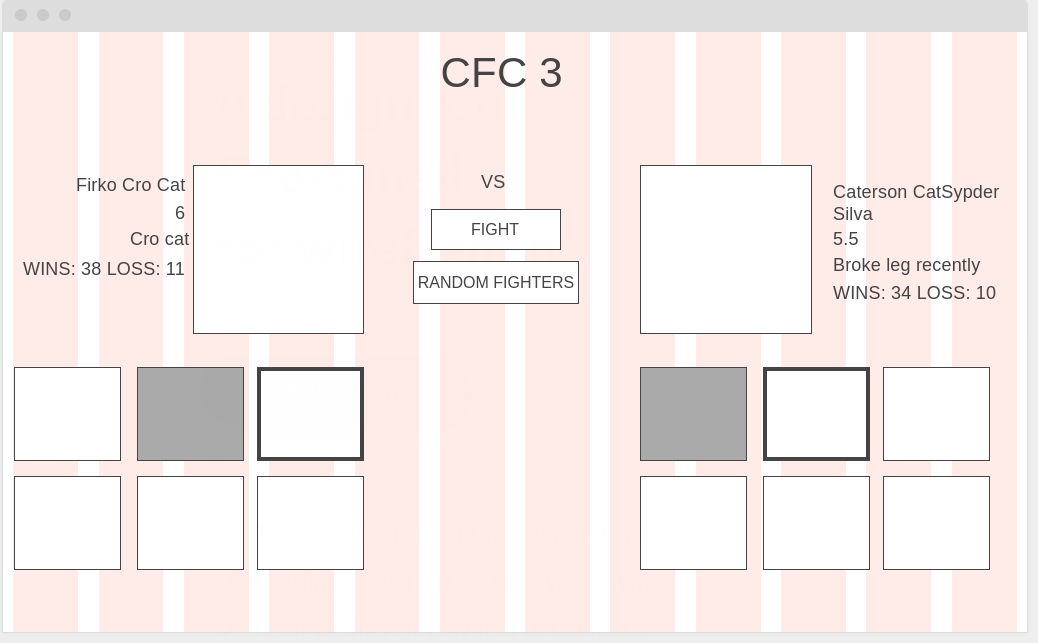 CFC 3
Firko Cro Cat
6
Cro cat
WINS: 38 LOSS: 11
VS
FIGHT
RANDOM FIGHTERS
Caterson CatSypder
Silva
5.5
Broke leg recently
WINS: 34 LOSS: 10